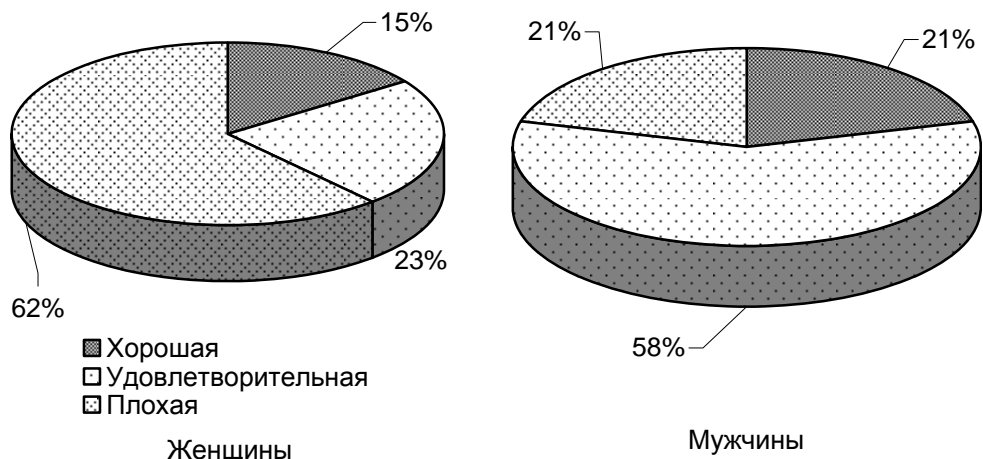 15%
23%
62%
Хорошая
Удовлетворительная
Плохая
Женщины
21%
21%
58%
Мужчины